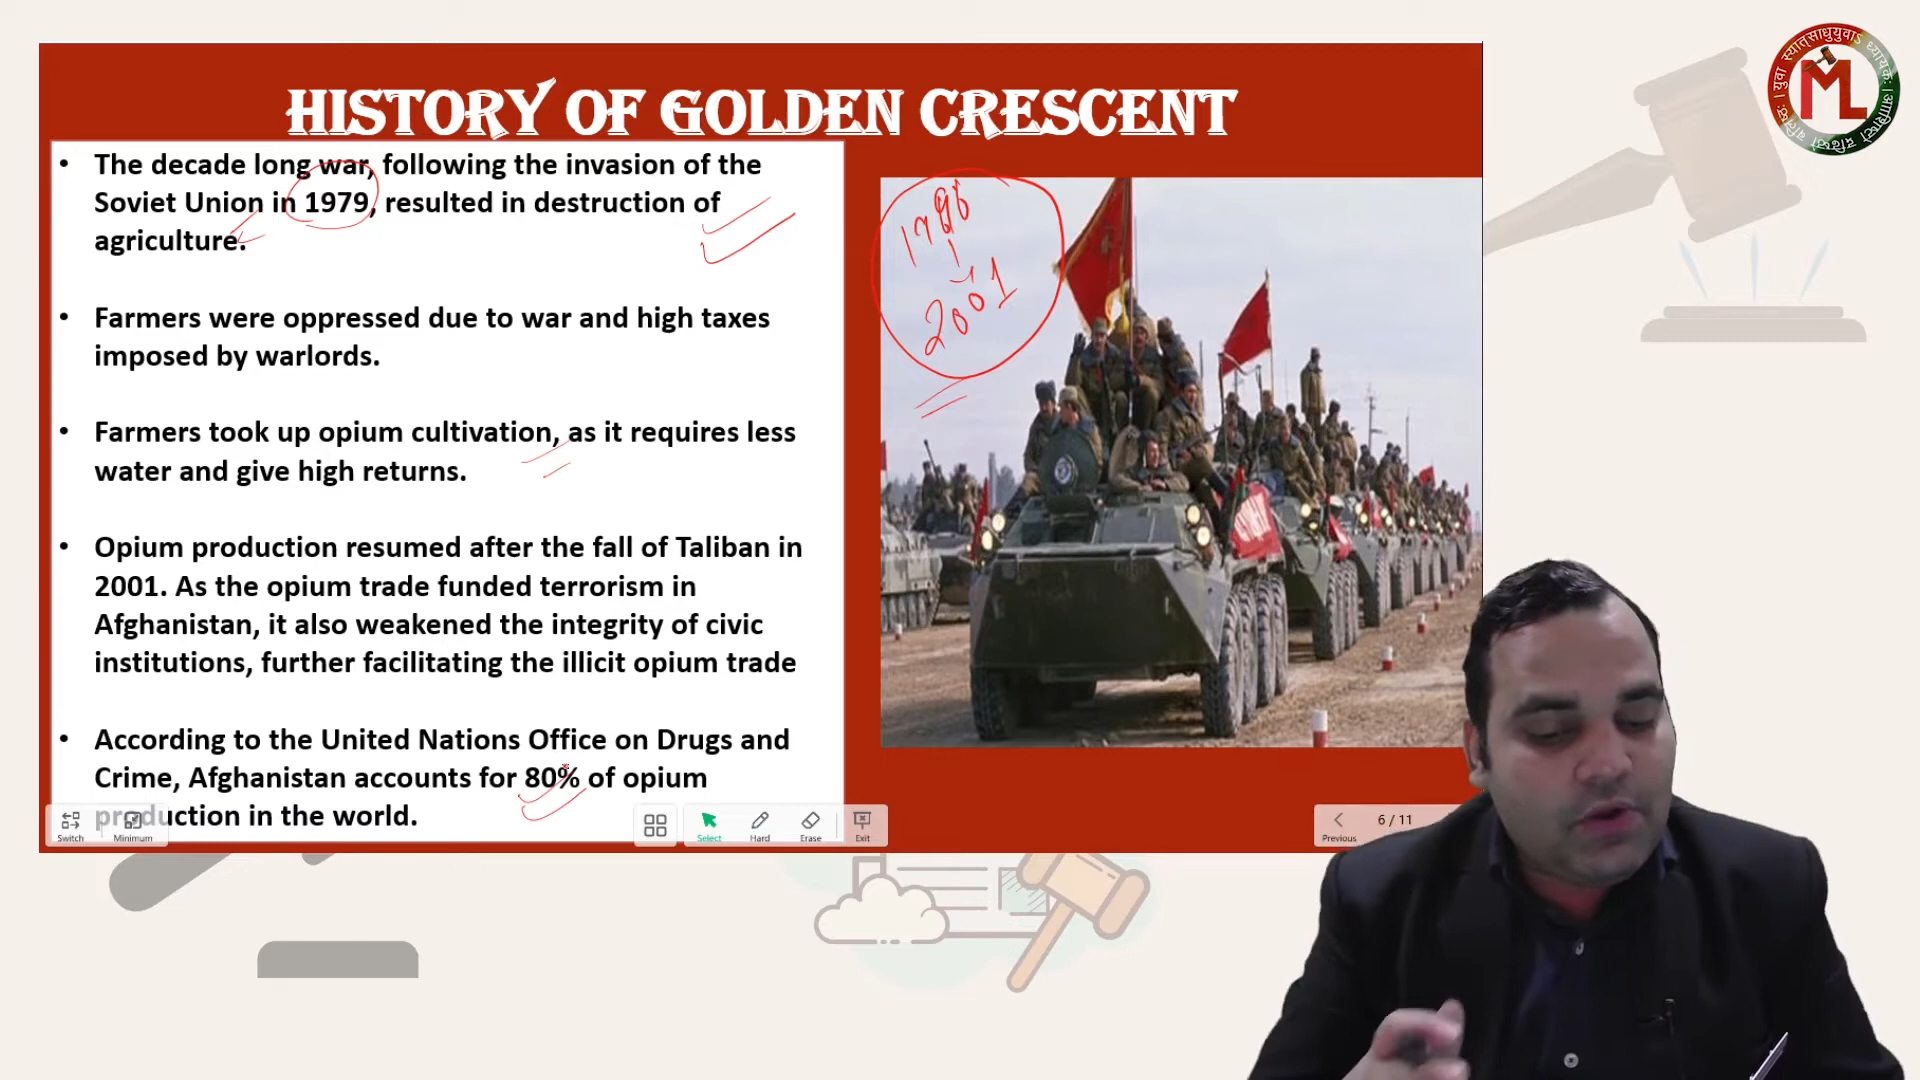 HISTORY OF GOLDEN CRESCENT
• The decade long war, following the invasion of the
Soviet Union in 1979, resulted in destruction of
agriculture.
• Farmers were oppressed due to war and high taxes
imposed by warlords.
• Farmers took up opium cultivation, as it requires less
water and give high returns.
• Opium production resumed after the fall of Taliban in
2001. As the opium trade funded terrorism in
Afghanistan, it also weakened the integrity of civic
institutions, further facilitating the illicit opium trade
• According to the United Nations Office on Drugs and
Crime, Afghanistan accounts for 80% of opium
production in the world.
2001
Switch
Minimum
Select
Hard
Erase
Exit
Previous
6 / 11
ML